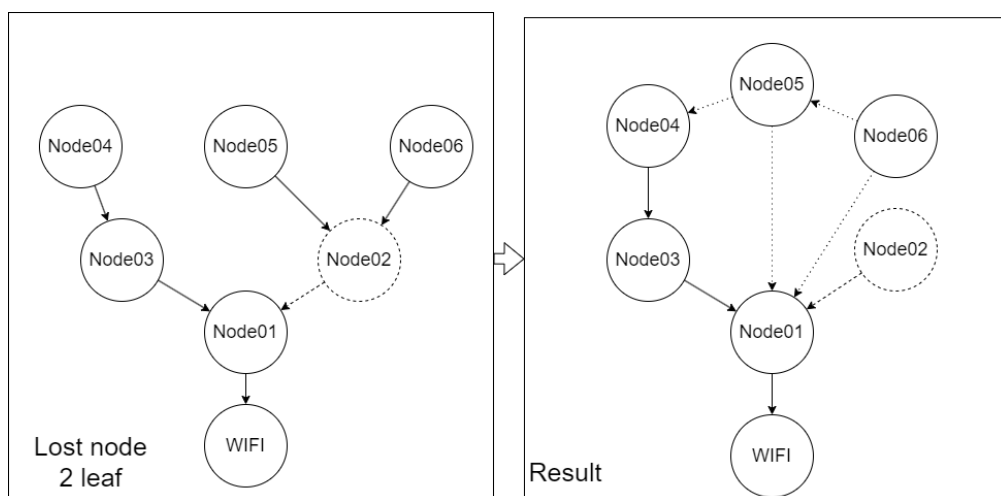 Node04
Node05
Node06
Node03
Node02
Node01
WIFI
Lost node
2 leaf
Node05
Node04
Node06
Node03
Node02
Node01
WIFI
Result